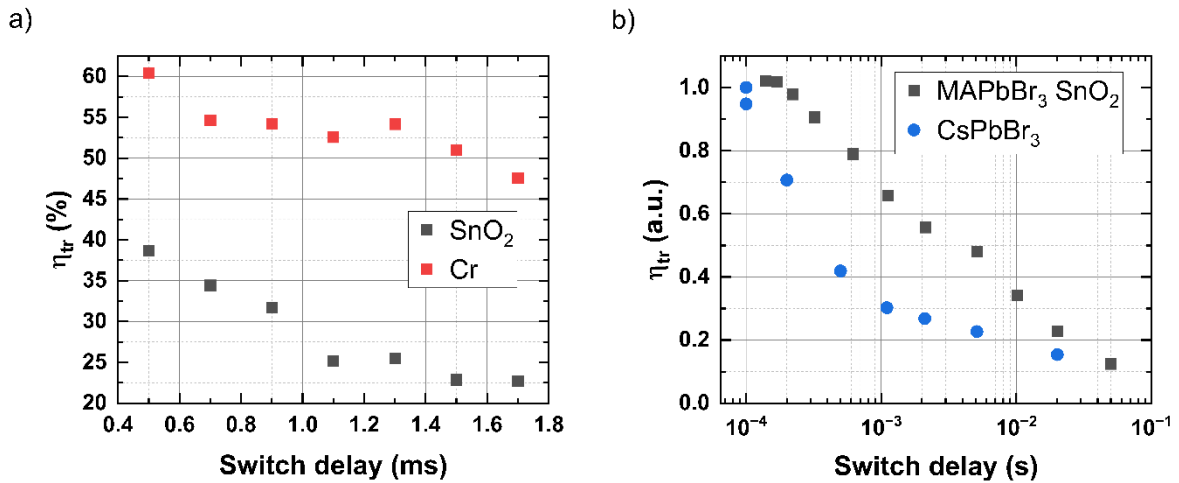 a)
60
55
50
45
40
35
30
25
20
η_tr (%)
SnO₂
Cr
0.4 0.6 0.8 1.0 1.2 1.4 1.6 1.8
Switch delay (ms)
b)
1.0
0.8
0.6
0.4
0.2
0.0
η_tr (a.u.)
MAPbBr₃ SnO₂
CsPbBr₃
10⁻⁴ 10⁻³ 10⁻² 10⁻¹
Switch delay (s)